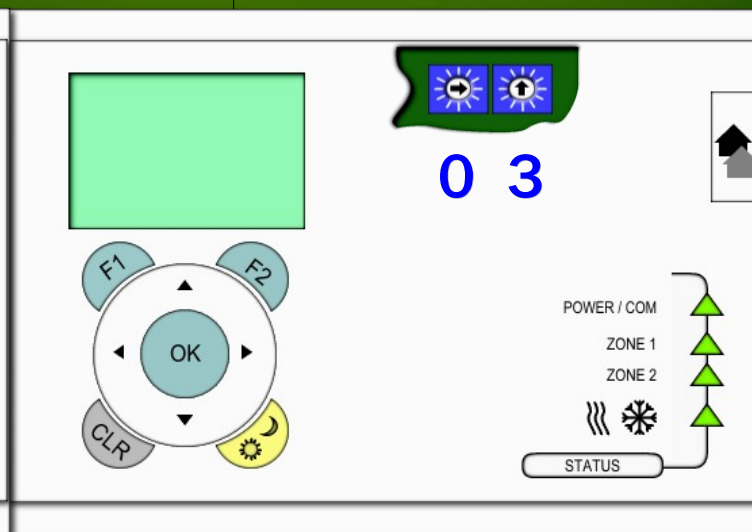 0 3
F1
F2
OK
CLR
POWER / COM
ZONE 1
ZONE 2
STATUS